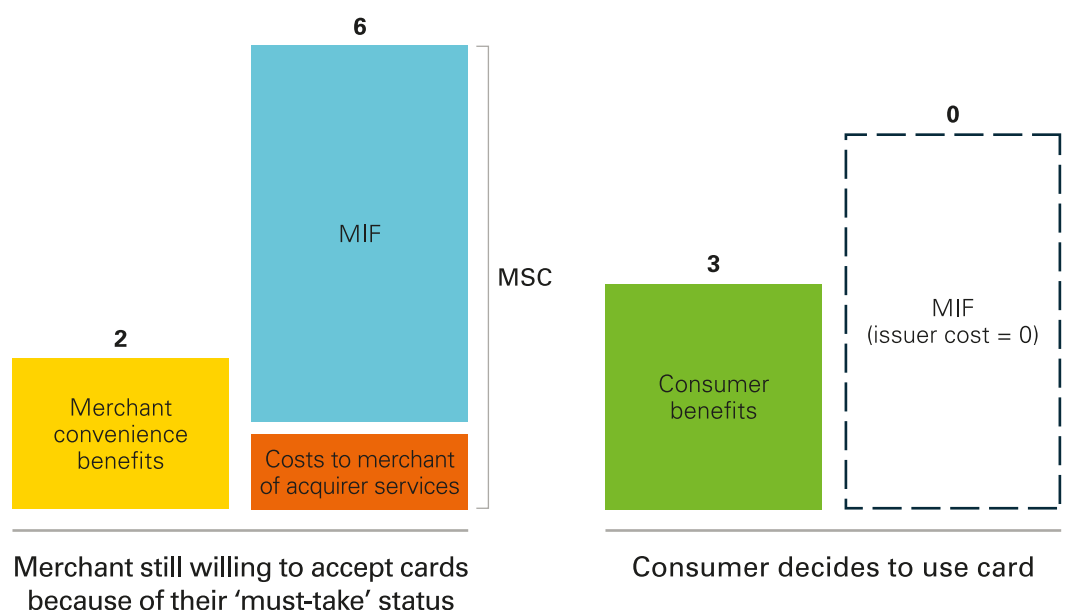 6
MIF
MSC
2
Merchant
convenience
benefits
Costs to merchant
of acquirer services
Merchant still willing to accept cards
because of their ‘must-take’ status
0
MIF
(issuer cost = 0)
3
Consumer
benefits
Consumer decides to use card